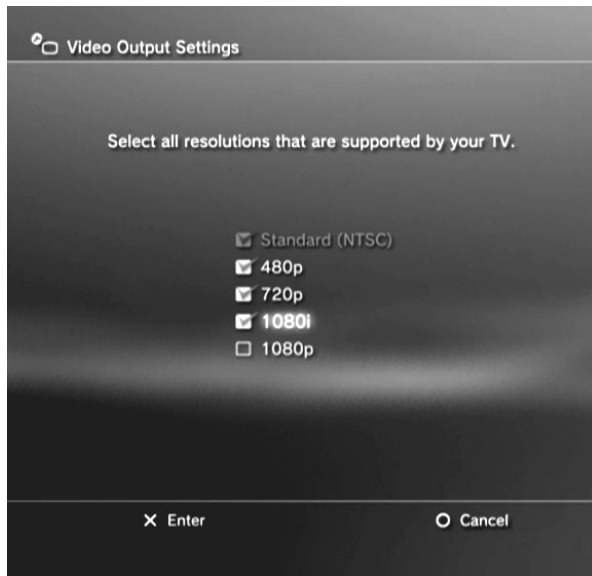 Video Output Settings
Select all resolutions that are supported by your TV.
Standard (NTSC)
480p
720p
1080i
1080p
Enter
Cancel